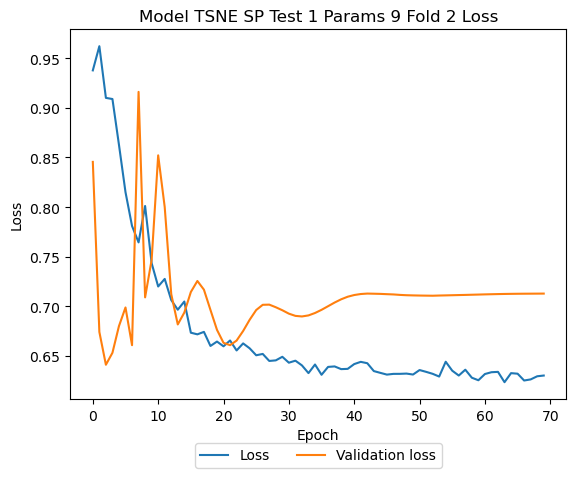 Model TSNE SP Test 1 Params 9 Fold 2 Loss
0.95
0.90
0.85
0.80
0.75
0.70
0.65
Loss
0 10 20 30 40 50 60 70
Epoch
Loss Validation loss